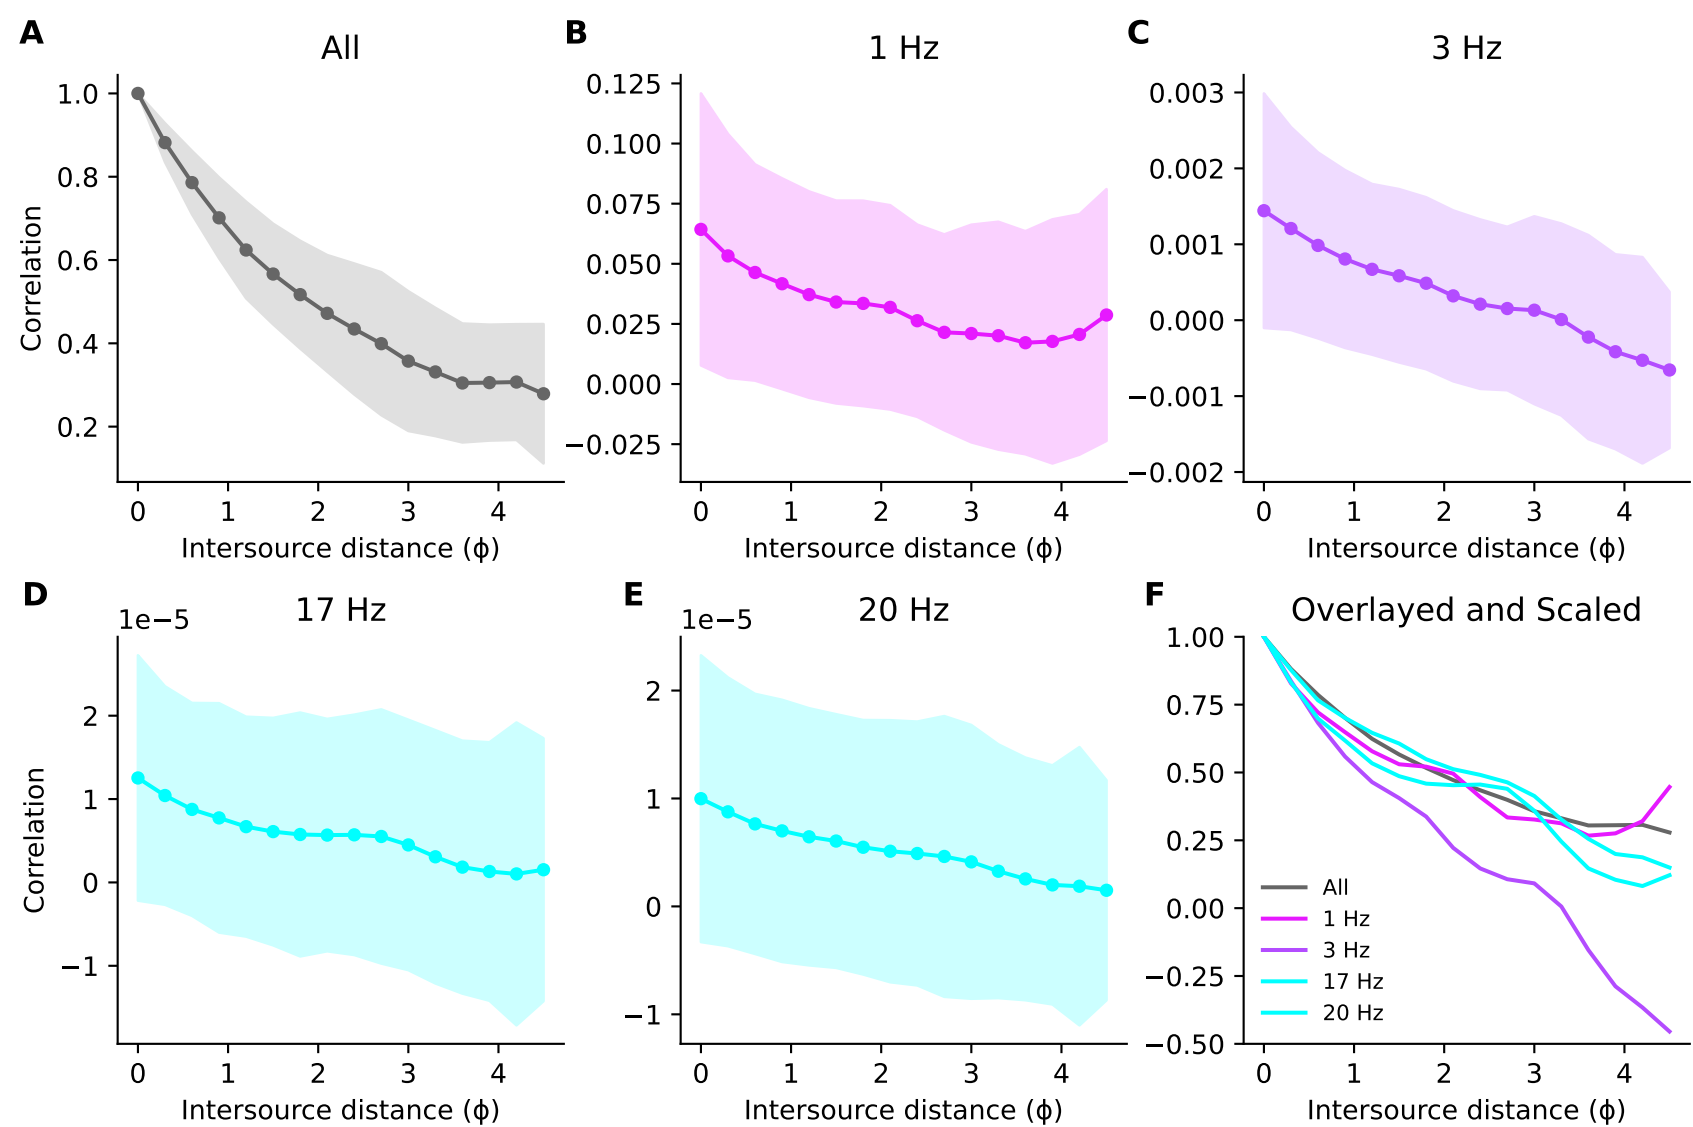 A
All
1.0
0.8
0.6
0.4
0.2
Correlation
0 1 2 3 4
Intersource distance (ϕ)
B
1 Hz
0.125
0.100
0.075
0.050
0.025
0.000
−0.025
0 1 2 3 4
Intersource distance (ϕ)
C
3 Hz
0.003
0.002
0.001
0.000
−0.001
−0.002
0 1 2 3 4
Intersource distance (ϕ)
D
17 Hz
1e−5
2
1
0
−1
Correlation
0 1 2 3 4
Intersource distance (ϕ)
E
20 Hz
1e−5
2
1
0
−1
0 1 2 3 4
Intersource distance (ϕ)
F
Overlayed and Scaled
1.00
0.75
0.50
0.25
0.00
−0.25
−0.50
All
1 Hz
3 Hz
17 Hz
20 Hz
0 1 2 3 4
Intersource distance (ϕ)